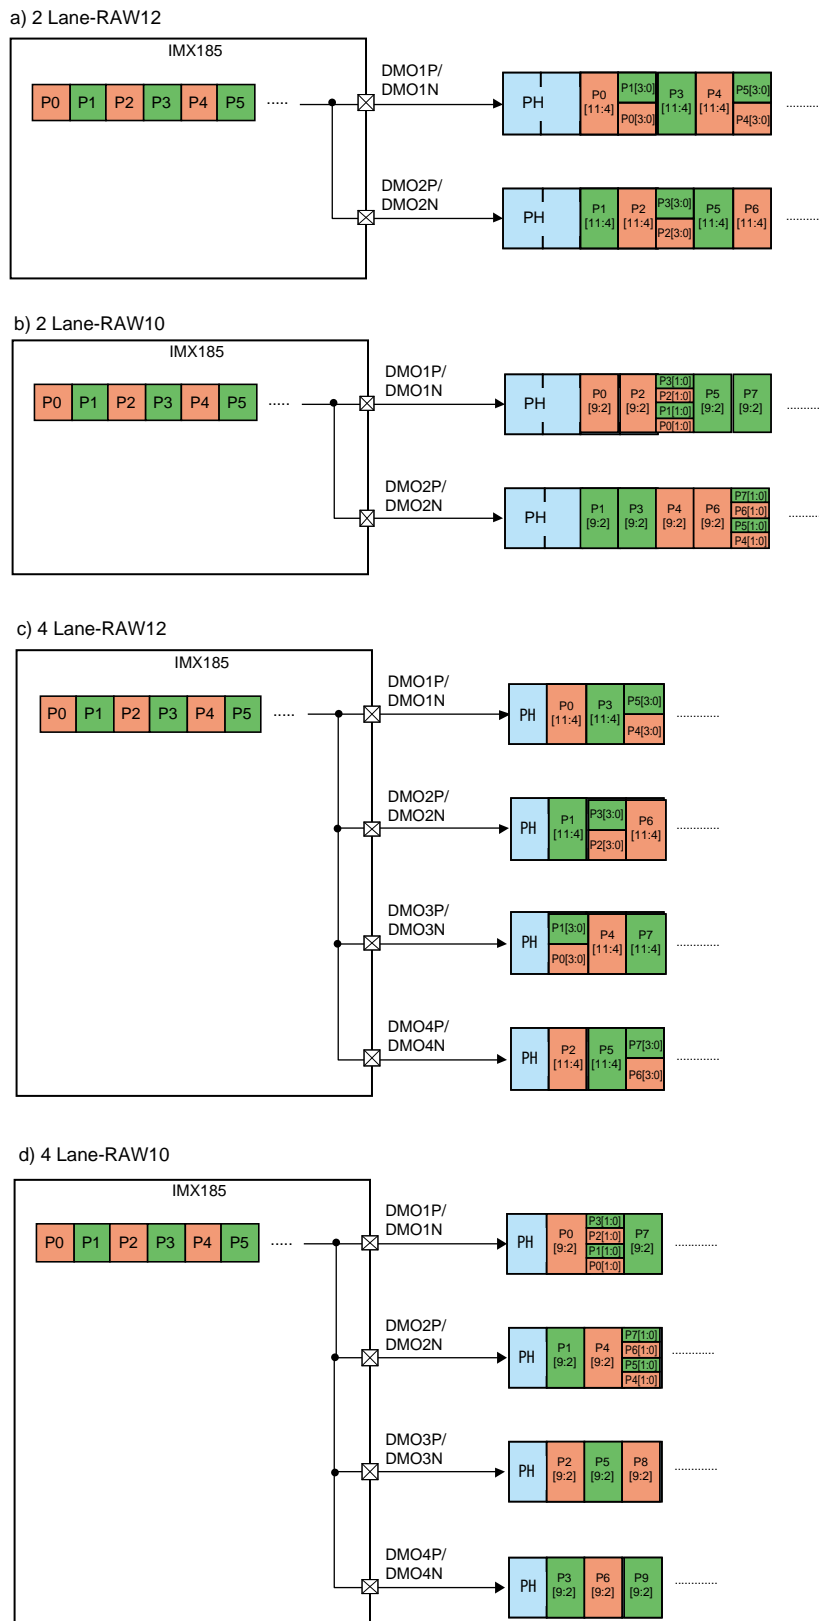 a) 2 Lane-RAW12
IMX185
P0 P1 P2 P3 P4 P5 .....
DMO1P/
DMO1N
PH
P0
[11:4]
P1[3:0]
P0[3:0]
P3
[11:4]
P4
[11:4]
P5[3:0]
P4[3:0]
..........
DMO2P/
DMO2N
PH
P1
[11:4]
P2
[11:4]
P3[3:0]
P2[3:0]
P5
[11:4]
P6
[11:4]
..........
b) 2 Lane-RAW10
IMX185
P0 P1 P2 P3 P4 P5 .....
DMO1P/
DMO1N
PH
P0
[9:2]
P2
[9:2]
P3[1:0]
P2[1:0]
P1[1:0]
P0[1:0]
P5
[9:2]
P7
[9:2]
..........
DMO2P/
DMO2N
PH
P1
[9:2]
P3
[9:2]
P4
[9:2]
P6
[9:2]
P7[1:0]
P6[1:0]
P5[1:0]
P4[1:0]
..........
c) 4 Lane-RAW12
IMX185
P0 P1 P2 P3 P4 P5 .....
DMO1P/
DMO1N
PH
P0
[11:4]
P3
[11:4]
P5[3:0]
P4[3:0]
.............
DMO2P/
DMO2N
PH
P1
[11:4]
P3[3:0]
P2[3:0]
P6
[11:4]
.............
DMO3P/
DMO3N
PH
P1[3:0]
P0[3:0]
P4
[11:4]
P7
[11:4]
.............
DMO4P/
DMO4N
PH
P2
[11:4]
P5
[11:4]
P7[3:0]
P6[3:0]
.............
d) 4 Lane-RAW10
IMX185
P0 P1 P2 P3 P4 P5 .....
DMO1P/
DMO1N
PH
P0
[9:2]
P3[1:0]
P2[1:0]
P1[1:0]
P0[1:0]
P7
[9:2]
.............
DMO2P/
DMO2N
PH
P1
[9:2]
P4
[9:2]
P7[1:0]
P6[1:0]
P5[1:0]
P4[1:0]
.............
DMO3P/
DMO3N
PH
P2
[9:2]
P5
[9:2]
P8
[9:2]
.............
DMO4P/
DMO4N
PH
P3
[9:2]
P6
[9:2]
P9
[9:2]
.............